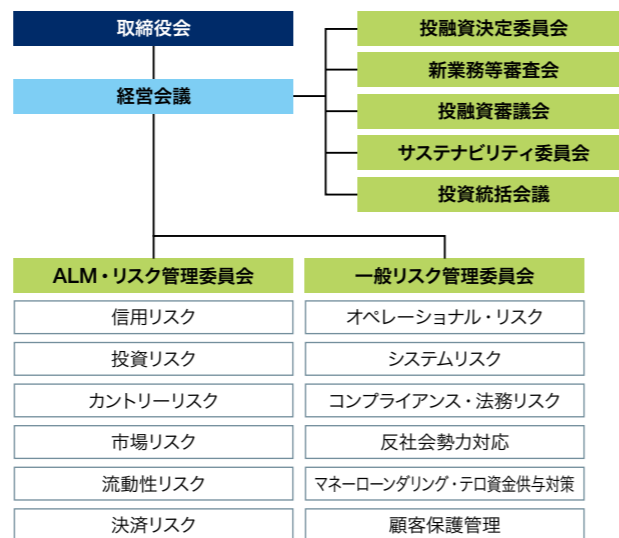 取締役会
経営会議
投融資決定委員会
新業務等審査会
投融資審議会
サステナビリティ委員会
投資統括会議
ALM・リスク管理委員会
信用リスク
投資リスク
カントリーリスク
市場リスク
流動性リスク
決済リスク
一般リスク管理委員会
オペレーショナル・リスク
システムリスク
コンプライアンス・法務リスク
反社会勢力対応
マネーローンダリング・テロ資金供与対策
顧客保護管理